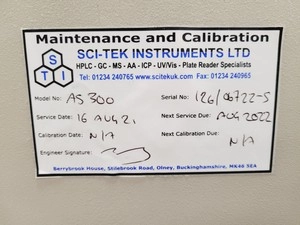 Maintenance and Calibration
STI
SCI-TEK INSTRUMENTS LTD
HPLC - GC - MS - AA - ICP - UV/Vis - Plate Reader Specialists
Tel: 01234 240765 www.scitekuk.com Fax: 01234 240965
Model No: AS 300 Serial No: 126/06722-5
Service Date: 16 AUG 21 Next Service Due: AUG 2022
Calibration Date: N/A Next Calibration Due: N/A
Engineer Signature:
Berrybrook House, Stilebrook Road, Olney, Buckinghamshire, MK46 5EA